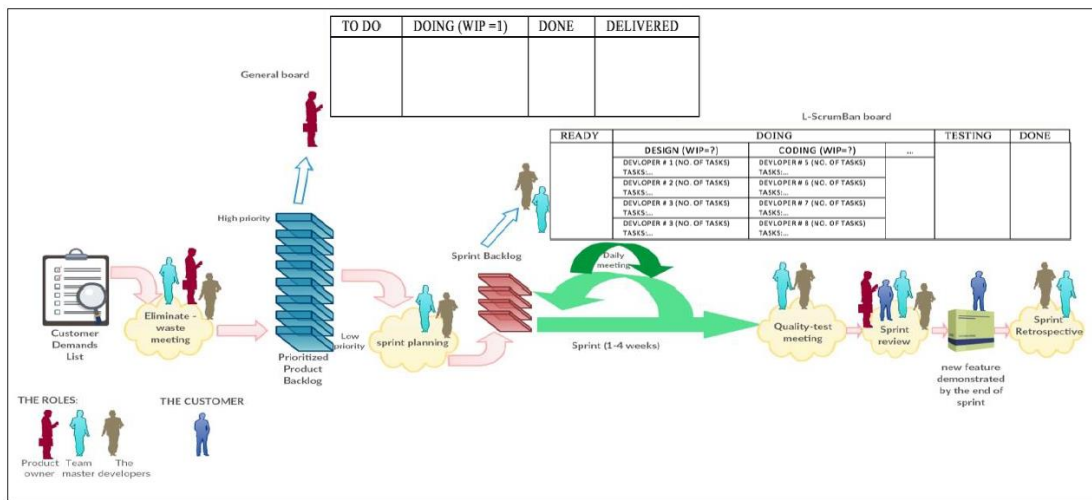 TO DO DOING (WIP =1) DONE DELIVERED
General board
L-ScrumBan board
READY DOING TESTING DONE
DESIGN (WIP=?) CODING (WIP=?) ...
DEVLOPER # 1 (NO. OF TASKS) DEVLOPER # 5 (NO. OF TASKS)
TASKS:... TASKS:...
DEVLOPER # 2 (NO. OF TASKS) DEVLOPER # 6 (NO. OF TASKS)
TASKS:... TASKS:...
DEVLOPER # 3 (NO. OF TASKS) DEVLOPER # 7 (NO. OF TASKS)
TASKS:... TASKS:...
DEVLOPER # 3 (NO. OF TASKS) DEVLOPER # 8 (NO. OF TASKS)
TASKS:... TASKS:...
High priority
Sprint Backlog
Daily
meeting
Customer
Demands
List
Eliminate -
waste
meeting
Low
priority
Prioritized
Product
Backlog
sprint planning
Sprint (1-4 weeks)
Quality-test
meeting
Sprint
review
new feature
demonstrated
by the end of
sprint
Sprint
Retrospective
THE ROLES:
Product
owner
Team
master
The
developers
THE CUSTOMER